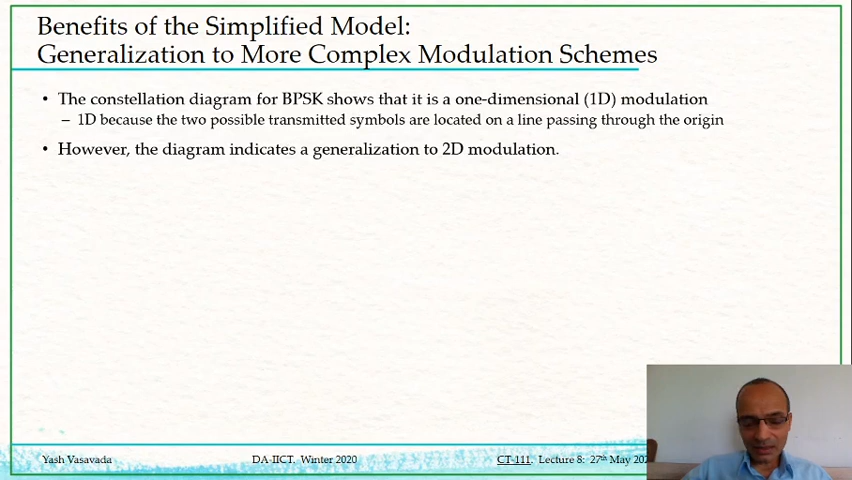 Benefits of the Simplified Model:
Generalization to More Complex Modulation Schemes
• The constellation diagram for BPSK shows that it is a one-dimensional (1D) modulation
– 1D because the two possible transmitted symbols are located on a line passing through the origin
• However, the diagram indicates a generalization to 2D modulation.
Yash Vasavada
DA-IICT, Winter 2020
CT-111, Lecture 8: 27th May